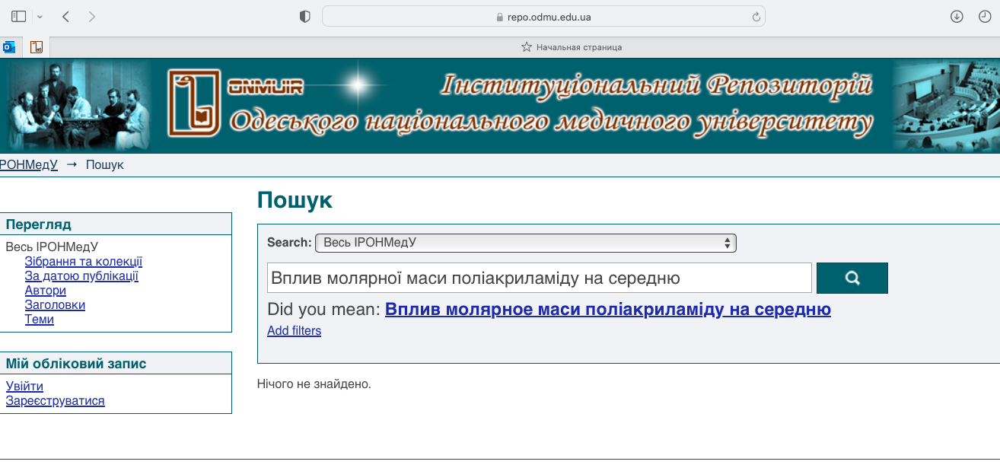 repo.odmu.edu.ua
Начальная страница
ONMUIR
Інституціональний Репозиторій
Одеського національного медичного університету
РОНМедУ → Пошук
Пошук
Перегляд
Весь ІРОНМедУ
Зібрання та колекції
За датою публікації
Автори
Заголовки
Теми
Мій обліковий запис
Увійти
Зареєструватися
Search: Весь ІРОНМедУ
Вплив молярної маси поліакриламіду на середню
Did you mean: Вплив молярное маси поліакриламіду на середню
Add filters
Нічого не знайдено.